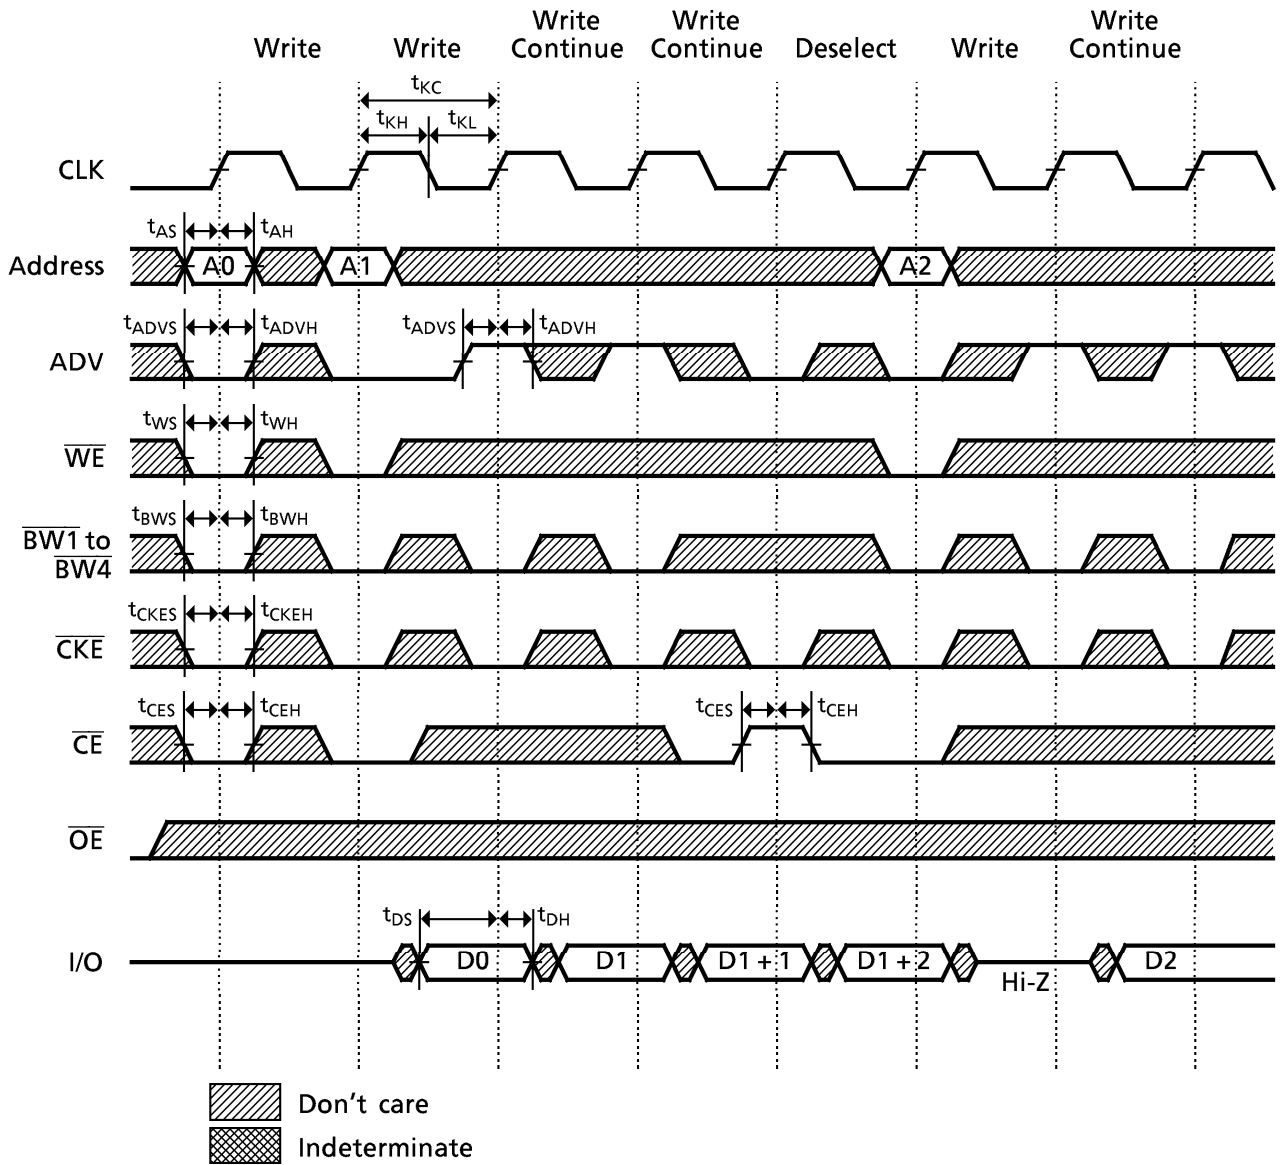 Write Write Write
Write Write Continue Continue Deselect Write Continue
tKC
tKH tKL
CLK
tAS tAH
Address A0 A1 A2
tADVS tADVH tADVS tADVH
ADV
tWS tWH
WE
tBWS tBWH
BW1 to
BW4
tCKES tCKEH
CKE
tCES tCEH tCES tCEH
CE
OE
tDS tDH
I/O D0 D1 D1 + 1 D1 + 2 D2
Hi-Z
Don't care
Indeterminate